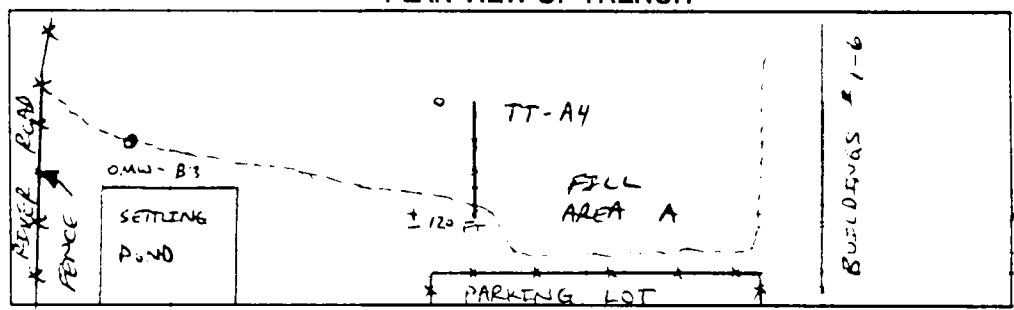 PLAN VIEW OF TRENCH
RIVER ROAD
FENCE
OMW-B3
SETTLING
POND
TT-A4
± 120 FT
FILL
AREA A
PARKING LOT
BUILDINGS # 1-6